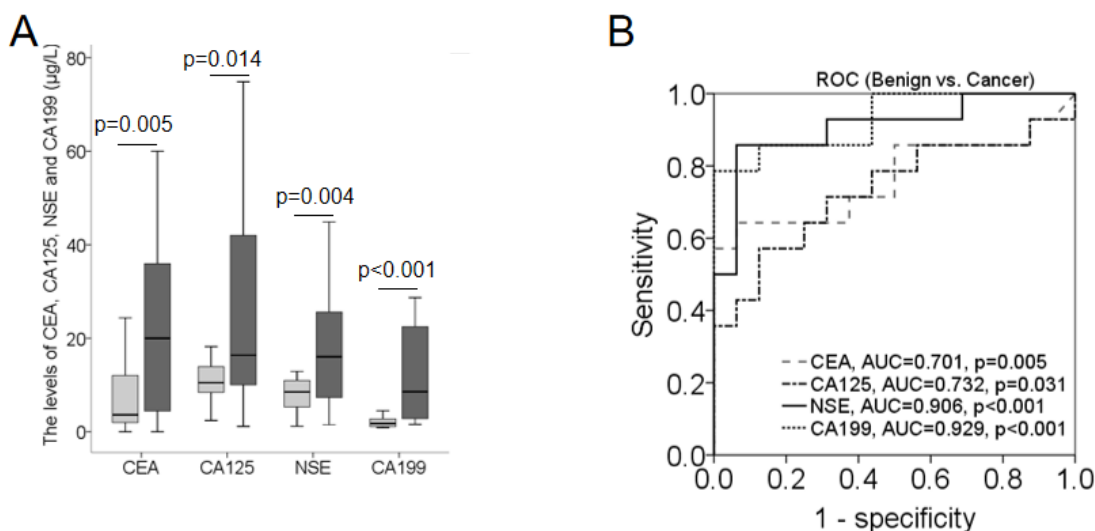 A
The levels of CEA, CA125, NSE and CA199 (μg/L)
80
60
40
20
0
p=0.005
p=0.014
p=0.004
p<0.001
CEA
CA125
NSE
CA199
B
ROC (Benign vs. Cancer)
Sensitivity
1.0
0.8
0.6
0.4
0.2
0.0
CEA, AUC=0.701, p=0.005
CA125, AUC=0.732, p=0.031
NSE, AUC=0.906, p<0.001
CA199, AUC=0.929, p<0.001
0.0 0.2 0.4 0.6 0.8 1.0
1 - specificity